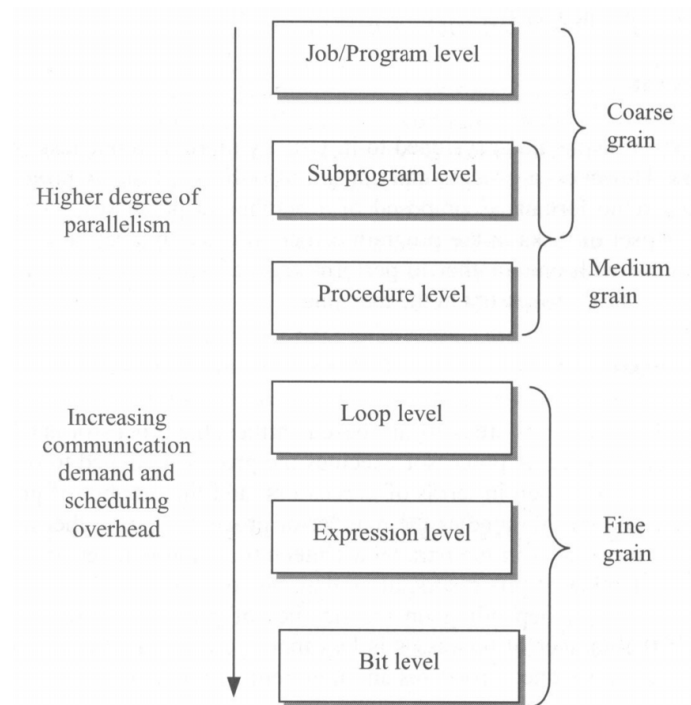 Job/Program level
Coarse
grain
Subprogram level
Higher degree of
parallelism
Procedure level
Medium
grain
Loop level
Increasing
communication
demand and
scheduling
overhead
Expression level
Fine
grain
Bit level